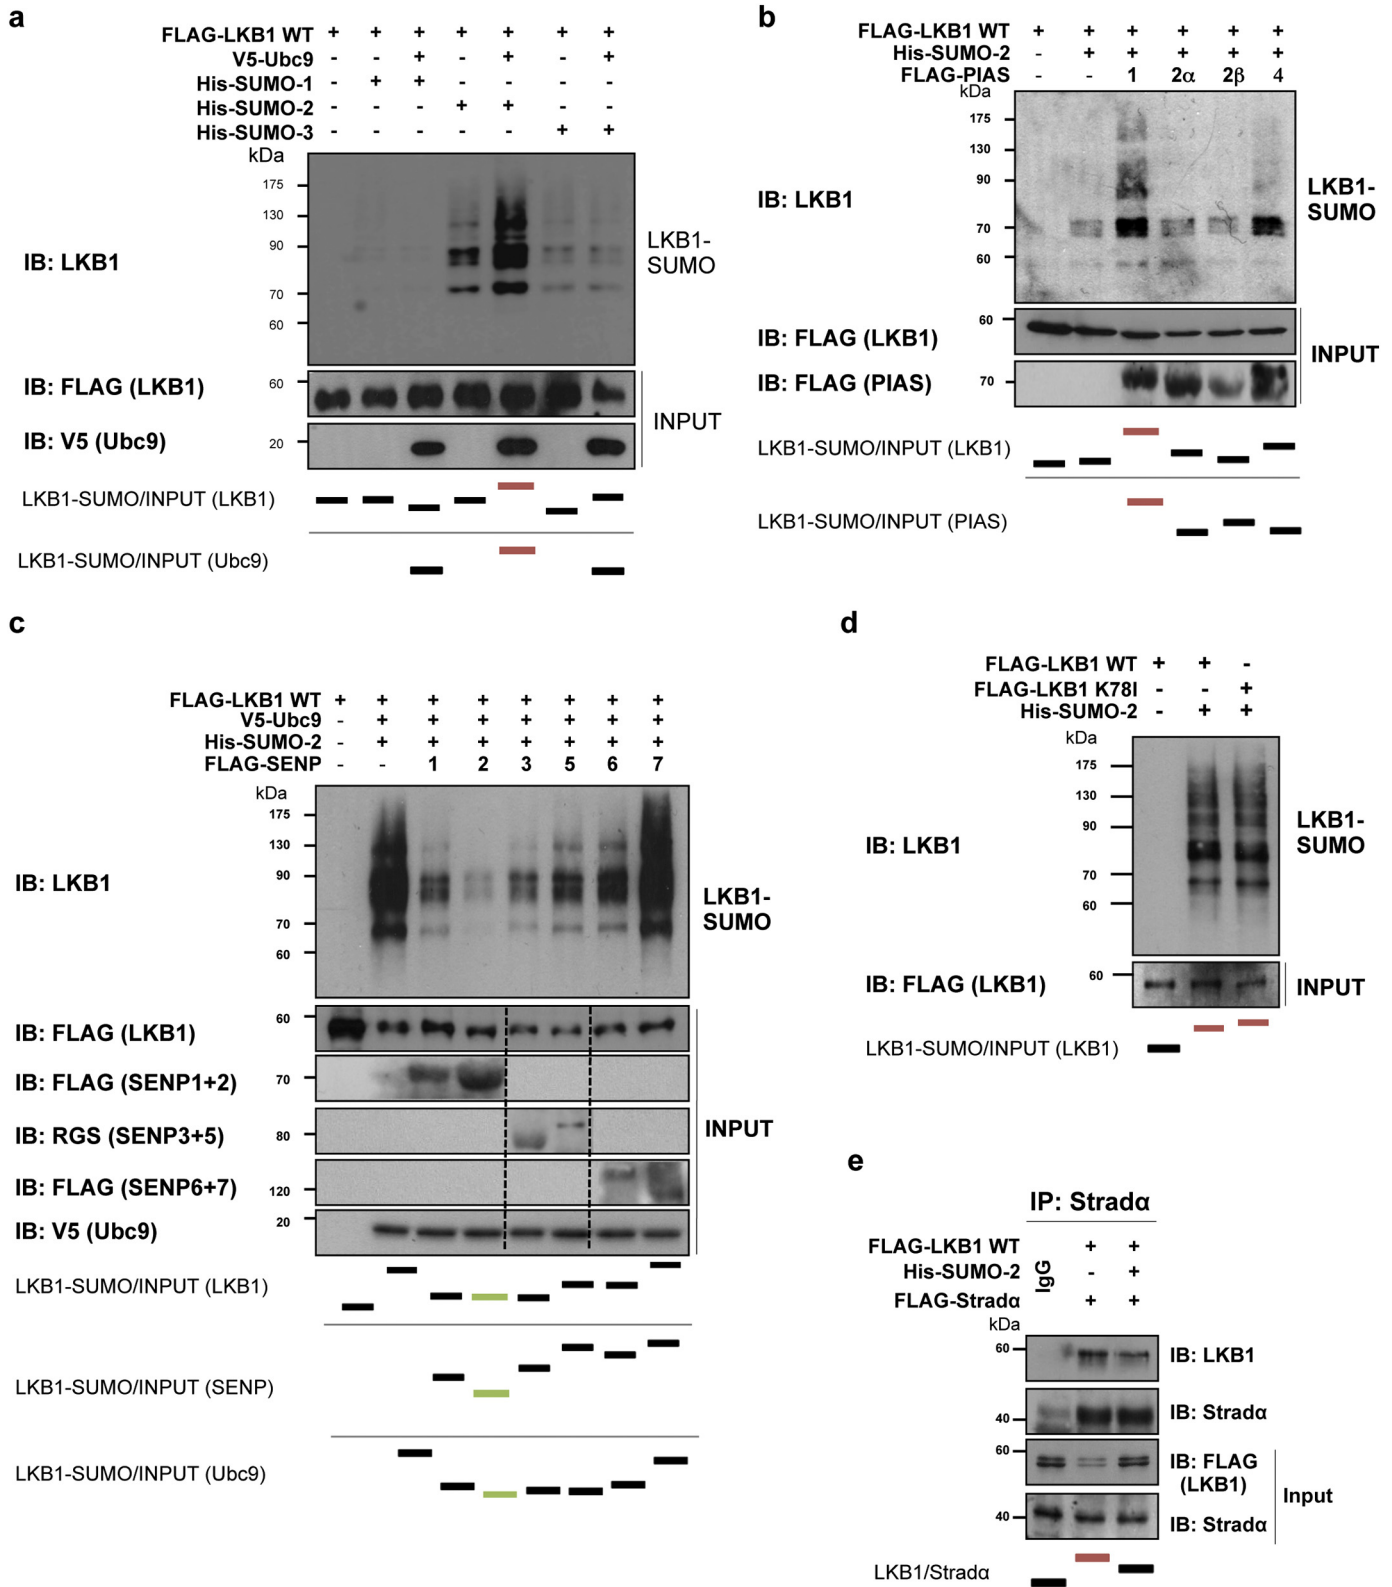 a
FLAG-LKB1 WT + + + + + + +
V5-Ubc9 - - + - + - +
His-SUMO-1 - + + - - - -
His-SUMO-2 - - - + + - -
His-SUMO-3 - - - - - + +
kDa
175
130
90
70
60
IB: LKB1
LKB1-
SUMO
IB: FLAG (LKB1) 60
IB: V5 (Ubc9) 20
INPUT
LKB1-SUMO/INPUT (LKB1)
LKB1-SUMO/INPUT (Ubc9)
b
FLAG-LKB1 WT + + + + + +
His-SUMO-2 - + + + + +
FLAG-PIAS - - 1 2α 2β 4
kDa
175
130
90
70
60
IB: LKB1
LKB1-
SUMO
IB: FLAG (LKB1) 60
IB: FLAG (PIAS) 70
INPUT
LKB1-SUMO/INPUT (LKB1)
LKB1-SUMO/INPUT (PIAS)
c
FLAG-LKB1 WT + + + + + + + +
V5-Ubc9 - + + + + + + +
His-SUMO-2 - + + + + + + +
FLAG-SENP - - 1 2 3 5 6 7
kDa
175
130
90
70
60
IB: LKB1
LKB1-
SUMO
IB: FLAG (LKB1) 60
IB: FLAG (SENP1+2) 70
IB: RGS (SENP3+5) 80
IB: FLAG (SENP6+7) 120
IB: V5 (Ubc9) 20
INPUT
LKB1-SUMO/INPUT (LKB1)
LKB1-SUMO/INPUT (SENP)
LKB1-SUMO/INPUT (Ubc9)
d
FLAG-LKB1 WT + + -
FLAG-LKB1 K78I - - +
His-SUMO-2 - + +
kDa
175
130
90
70
60
IB: LKB1
LKB1-
SUMO
IB: FLAG (LKB1) 60
INPUT
LKB1-SUMO/INPUT (LKB1)
e
IP: Stradα
FLAG-LKB1 WT + +
His-SUMO-2 - +
FLAG-Stradα + +
IgG
kDa
60 IB: LKB1
40 IB: Stradα
60 IB: FLAG
(LKB1)
40 IB: Stradα
Input
LKB1/Stradα